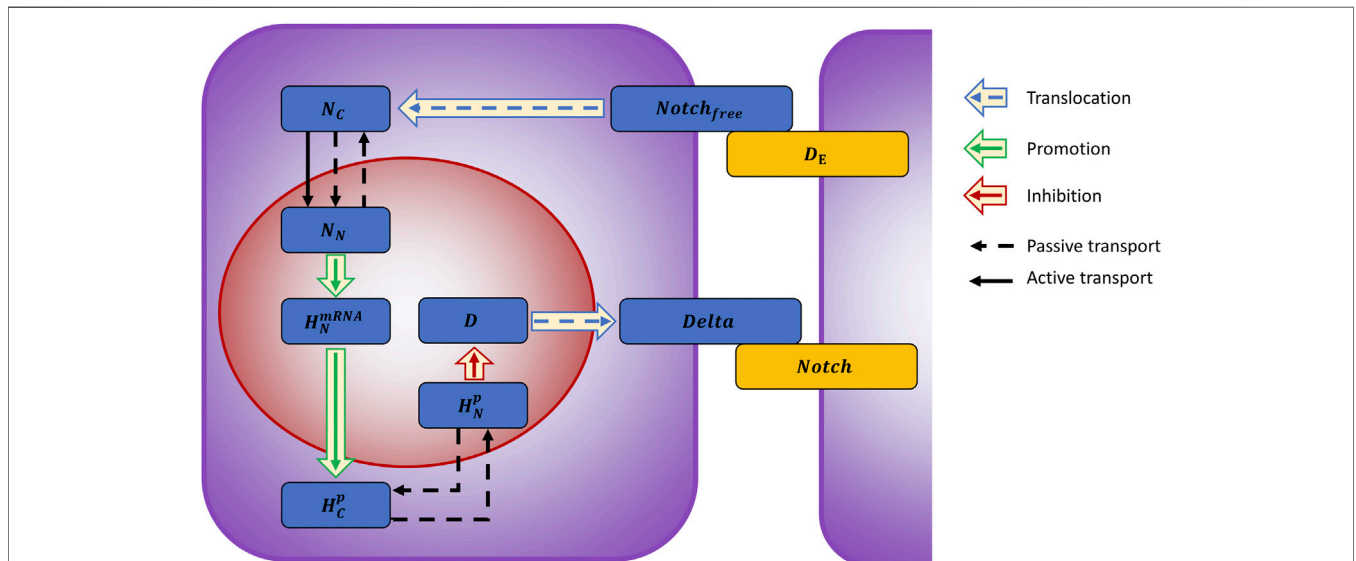 N_C
Notch_free
D_E
N_N
H_N^mRNA
D
Delta
Notch
H_N^p
H_C^p
Translocation
Promotion
Inhibition
Passive transport
Active transport